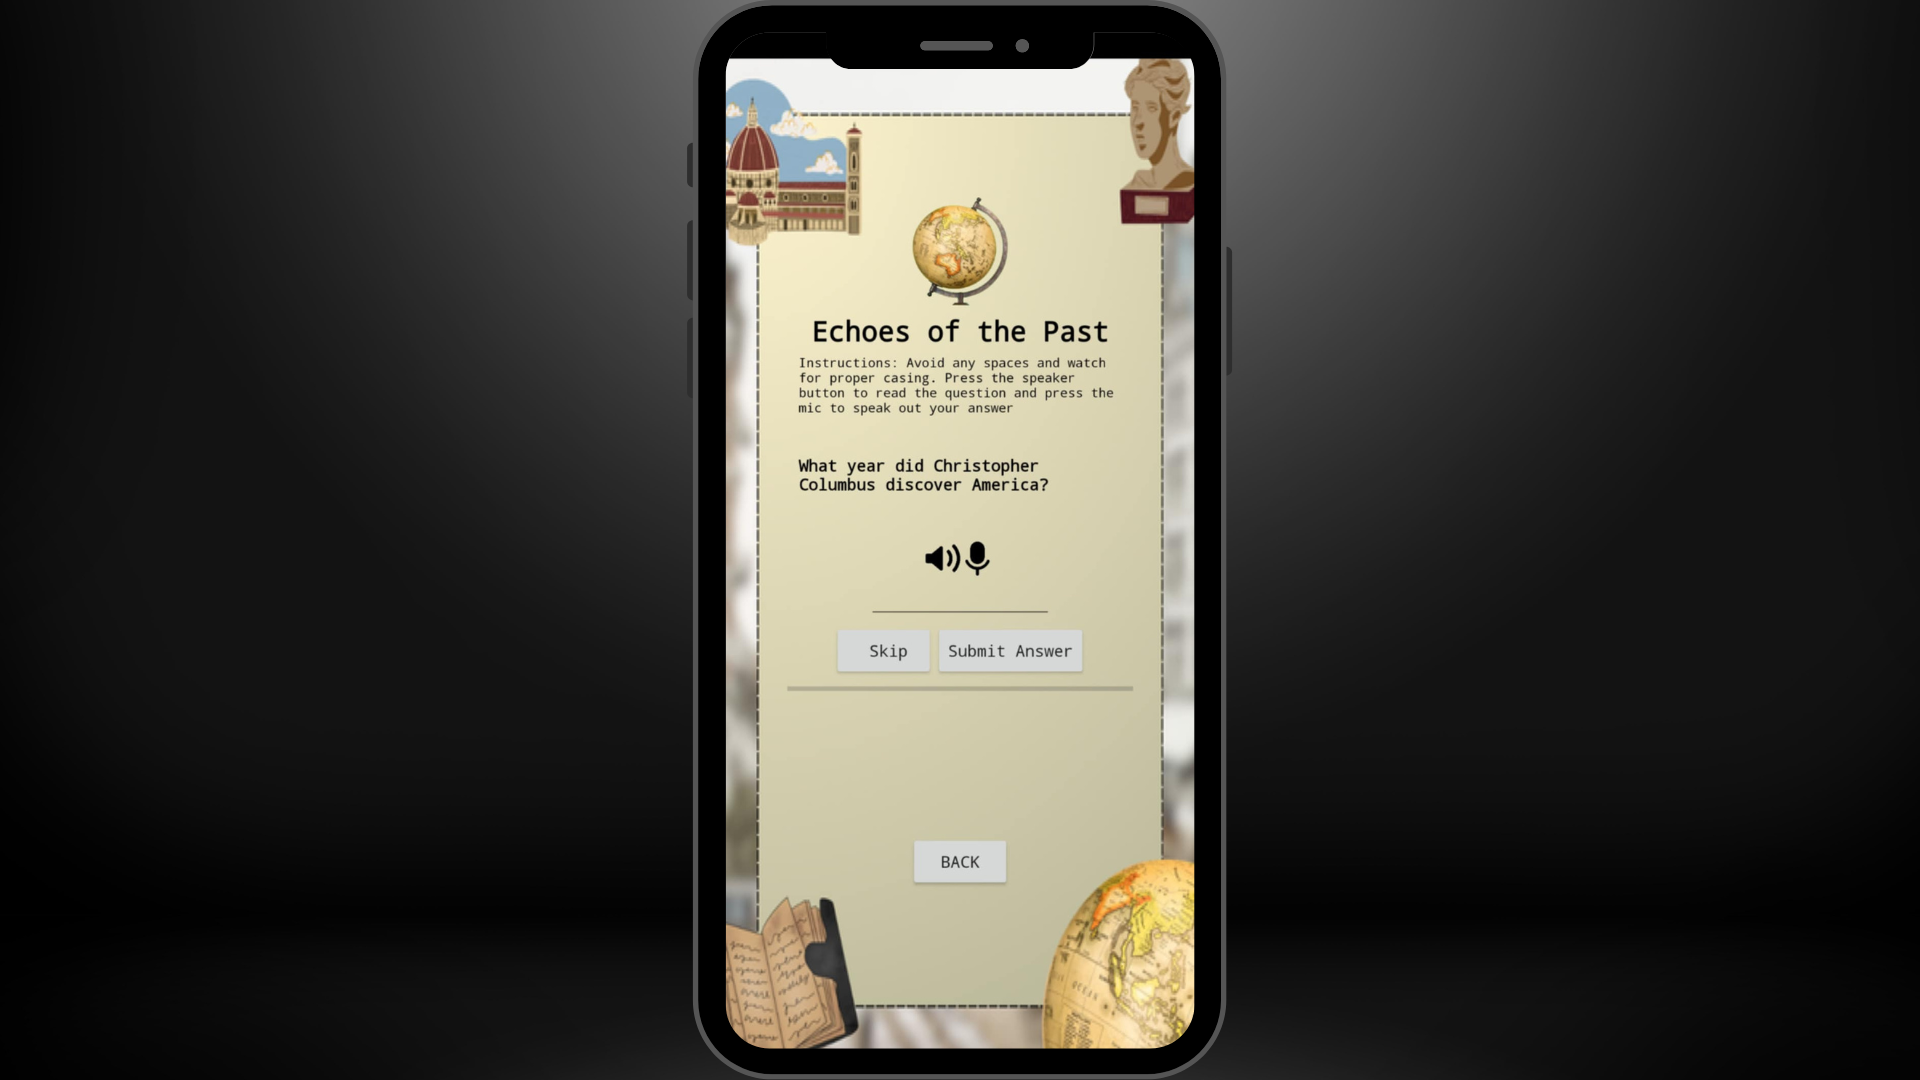 Echoes of the Past
Instructions: Avoid any spaces and watch
for proper casing. Press the speaker
button to read the question and press the
mic to speak out your answer
What year did Christopher
Columbus discover America?
Skip
Submit Answer
BACK
OCEAN